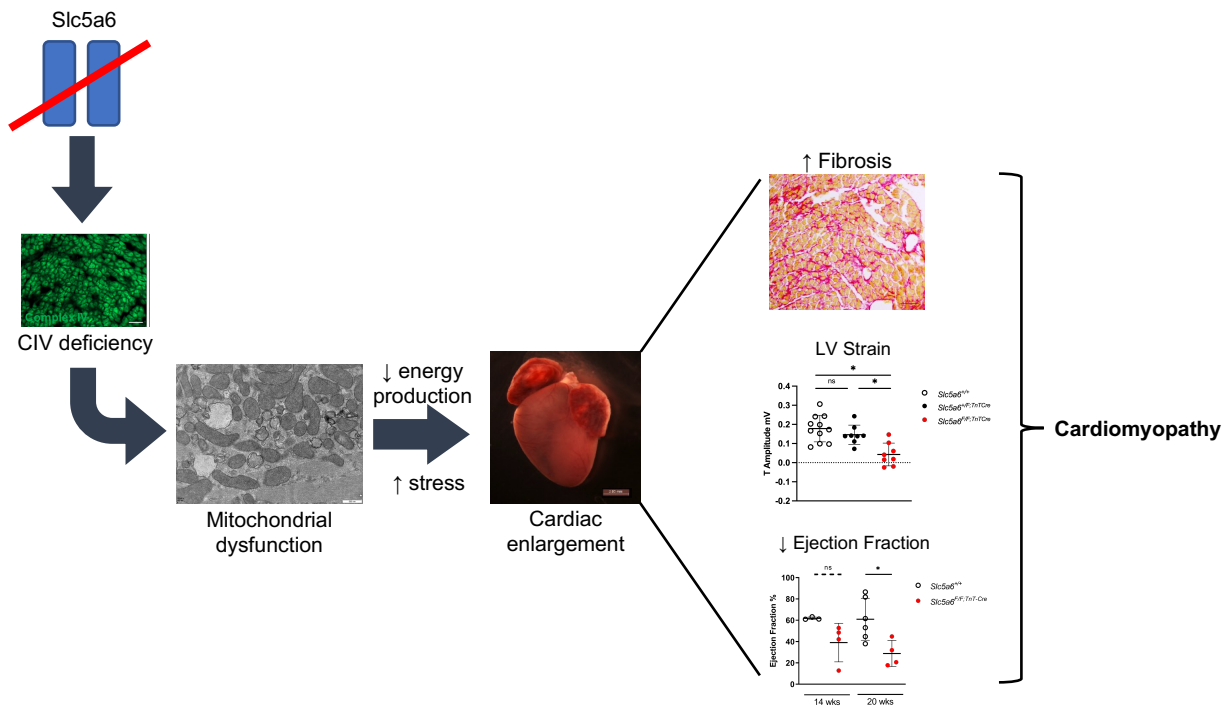 Slc5a6
Complex IV
CIV deficiency
Mitochondrial
dysfunction
↓ energy
production
↑ stress
Cardiac
enlargement
↑ Fibrosis
LV Strain
*
ns
*
0.4
0.3
0.2
0.1
0.0
-0.1
-0.2
T Amplitude mV
Slc5a6+/+
Slc5a6+/F;TnTCre
Slc5a6F/F;TnTCre
↓ Ejection Fraction
ns
*
100
80
60
40
20
0
Ejection Fraction %
14 wks
20 wks
Slc5a6+/+
Slc5a6F/F;TnT-Cre
Cardiomyopathy